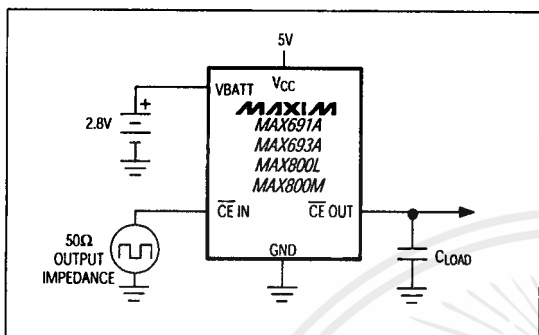 5V
VBATT
VCC
2.8V
+
MAXIM
MAX691A
MAX693A
MAX800L
MAX800M
CE IN
CE OUT
50Ω
OUTPUT
IMPEDANCE
GND
CLOAD